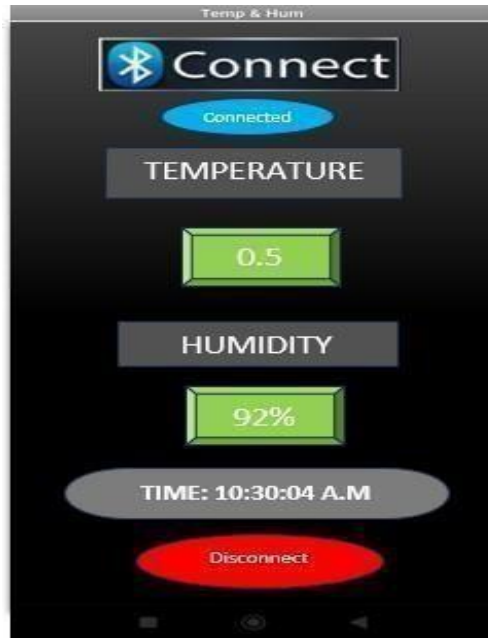 Temp & Hum
Connect
Connected
TEMPERATURE
0.5
HUMIDITY
92%
TIME: 10:30:04 A.M
Disconnect